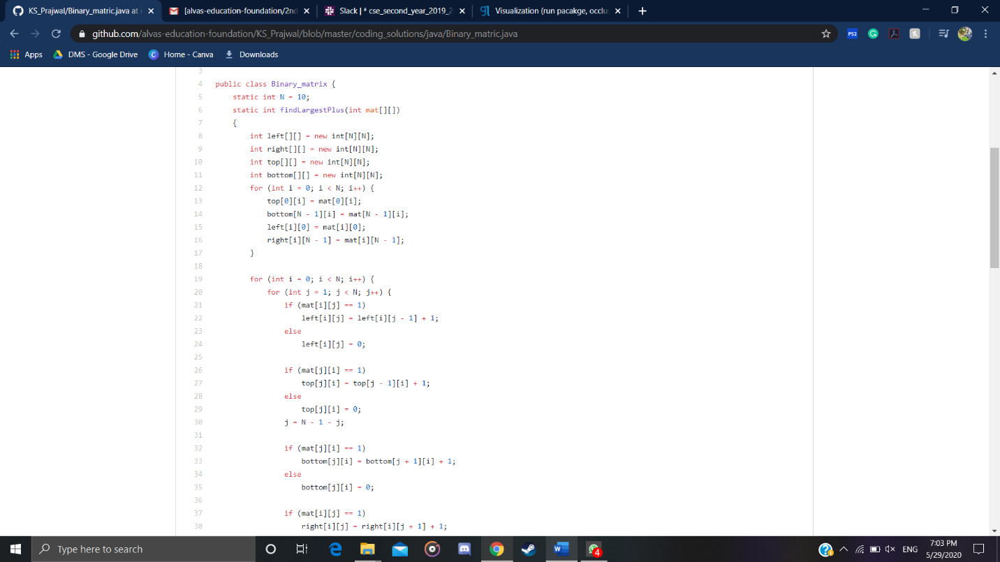 KS_Prajwal/Binary_matric.java at
[alvas-education-foundation/2nd
Slack | * cse_second_year_2019_2
Visualization (run pacakge, occlu
github.com/alvas-education-foundation/KS_Prajwal/blob/master/coding_solutions/java/Binary_matric.java
Apps
DMS - Google Drive
Home - Canva
Downloads
3
4 public class Binary_matrix {
5 static int N = 10;
6 static int findLargestPlus(int mat[][])
7 {
8 int left[][] = new int[N][N];
9 int right[][] = new int[N][N];
10 int top[][] = new int[N][N];
11 int bottom[][] = new int[N][N];
12 for (int i = 0; i < N; i++) {
13 top[0][i] = mat[0][i];
14 bottom[N - 1][i] = mat[N - 1][i];
15 left[i][0] = mat[i][0];
16 right[i][N - 1] = mat[i][N - 1];
17 }
18
19 for (int i = 0; i < N; i++) {
20 for (int j = 1; j < N; j++) {
21 if (mat[i][j] == 1)
22 left[i][j] = left[i][j - 1] + 1;
23 else
24 left[i][j] = 0;
25
26 if (mat[j][i] == 1)
27 top[j][i] = top[j - 1][i] + 1;
28 else
29 top[j][i] = 0;
30 j = N - 1 - j;
31
32 if (mat[j][i] == 1)
33 bottom[j][i] = bottom[j + 1][i] + 1;
34 else
35 bottom[j][i] = 0;
36
37 if (mat[i][j] == 1)
38 right[i][j] = right[i][j + 1] + 1;
Type here to search
4
ENG
7:03 PM
5/29/2020